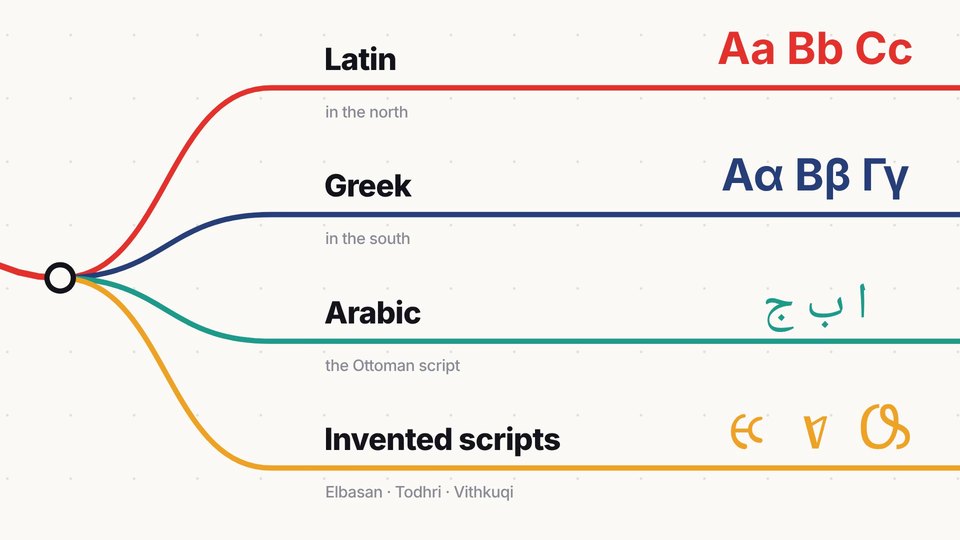 Latin
Aa Bb Cc
in the north
Greek
Αα Ββ Γγ
in the south
Arabic
ا ب ج
the Ottoman script
Invented scripts
Elbasan · Todhri · Vithkuqi